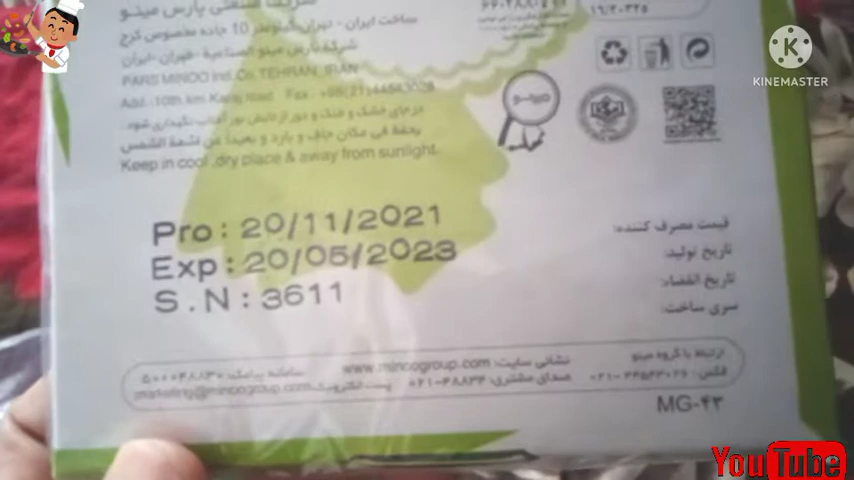 شرکت صنعتی پارس مینو
ساخت ایران - تهران کیلومتر 10 جاده مخصوص کرج
شرکة بارس مینو الصناعیة -طهران-ایران
PARS MINOO Ind. Co. TEHRAN, IRAN
Add.:10th. km. Karaj road. Fax:
در جای خشک و خنک و دور از تابش نور آفتاب نگهداری شود.
یحفظ فی مکان جاف و بارد و بعیدا عن اشعة الشمس
Keep in cool ,dry place & away from sunlight.
مینو
Pro : 20/11/2021
Exp : 20/05/2023
S . N : 3611
قیمت مصرف کننده:
تاریخ تولید:
تاریخ انقضاء:
سری ساخت:
ارتباط با گروه مینو
نشانی سایت: www.minoogroup.com سامانه پیامک:
صدای مشتری: ۰۲۱-۴۸۸۳۴ پست الکترونیک: marketing@minoogroup.com
MG-۴۳
KINEMASTER
YouTube